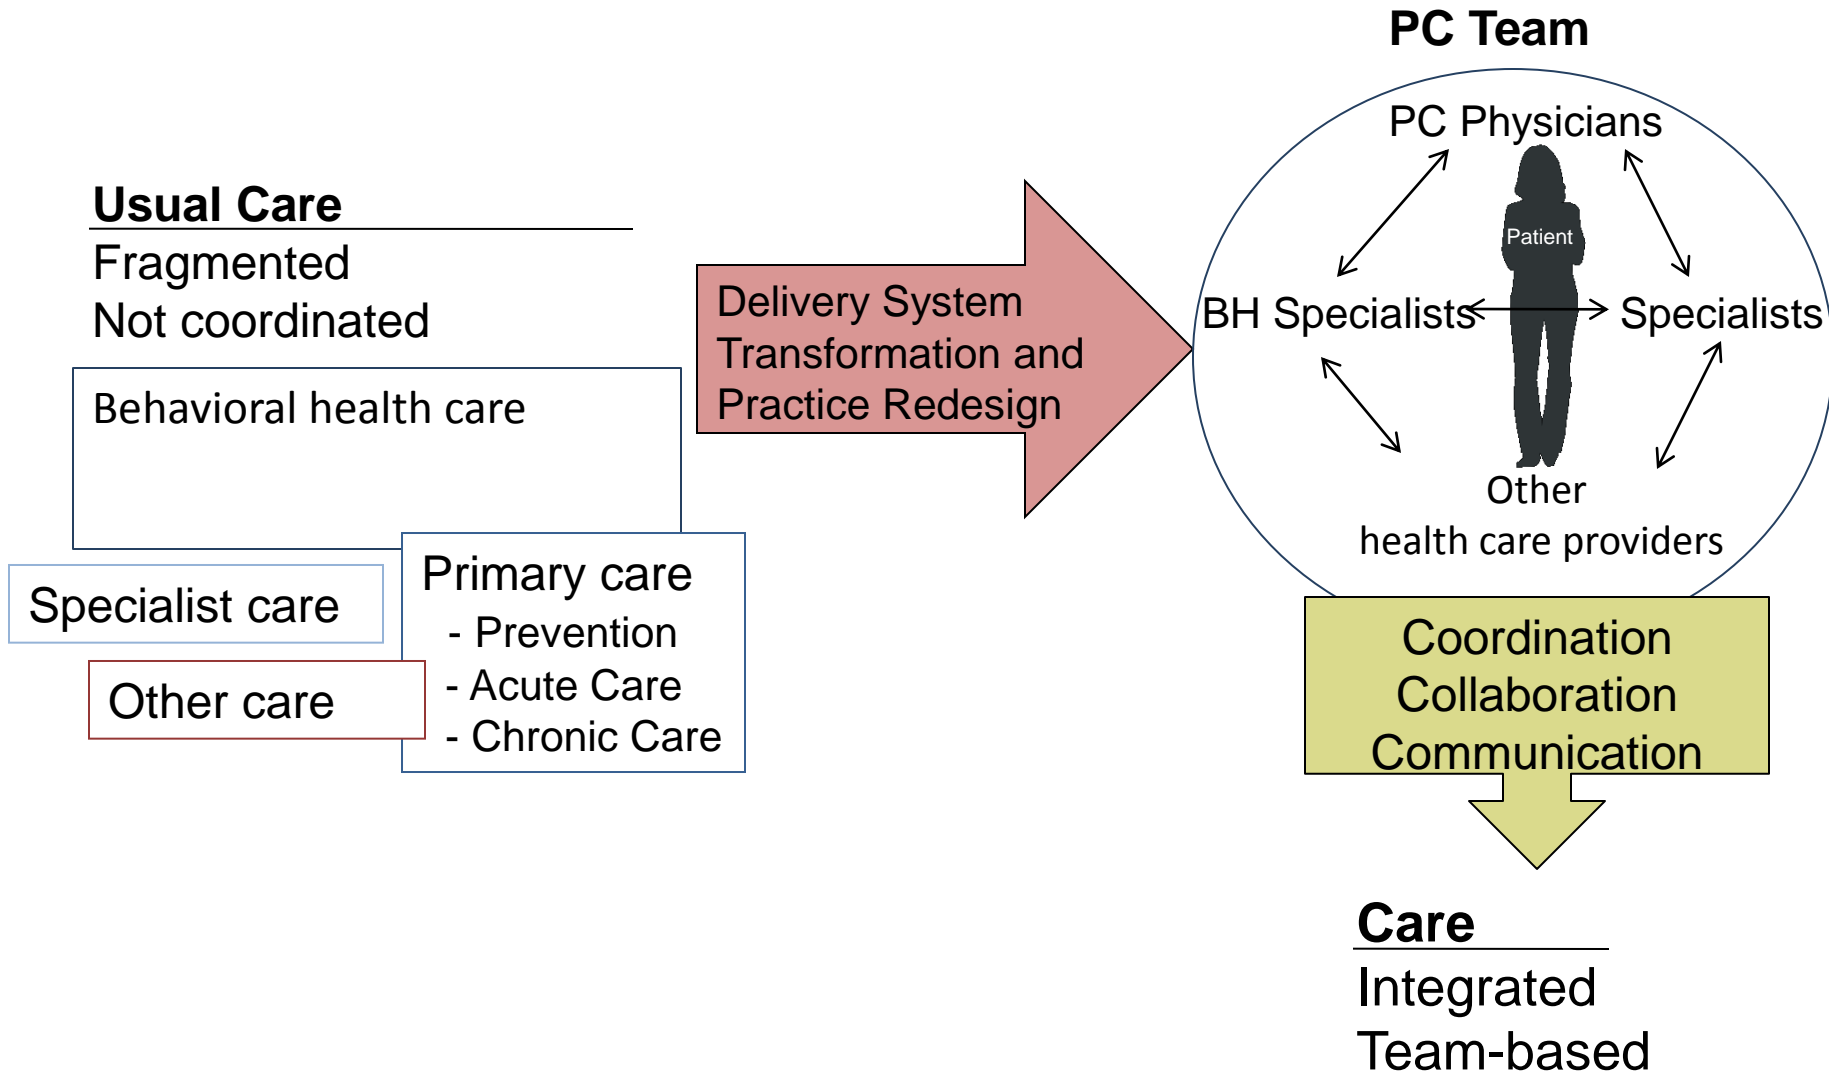 Usual Care
Fragmented
Not coordinated
Behavioral health care
Specialist care
Primary care
- Prevention
- Acute Care
- Chronic Care
Other care
Delivery System
Transformation and
Practice Redesign
PC Team
PC Physicians
Patient
BH Specialists
Specialists
Other
health care providers
Coordination
Collaboration
Communication
Care
Integrated
Team-based